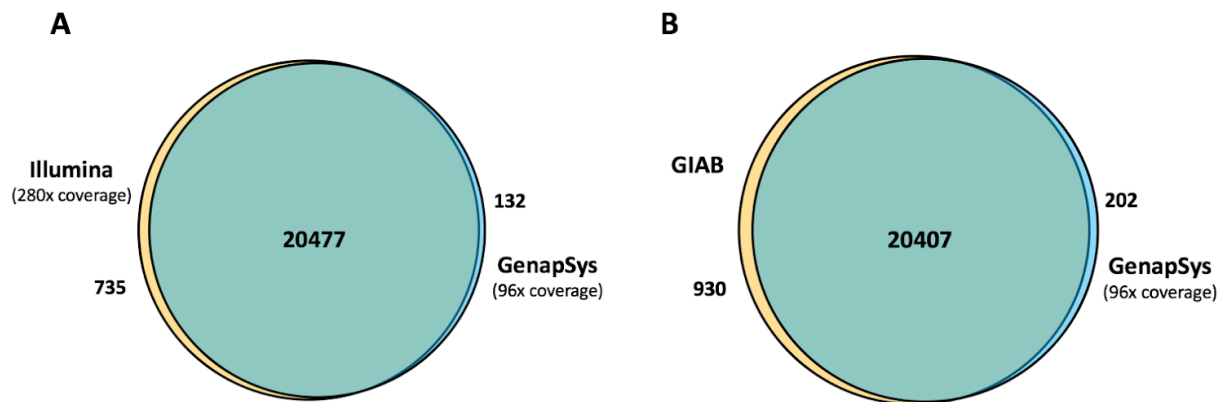 A
Illumina
(280x coverage)
735
20477
132
GenapSys
(96x coverage)
B
GIAB
930
20407
202
GenapSys
(96x coverage)